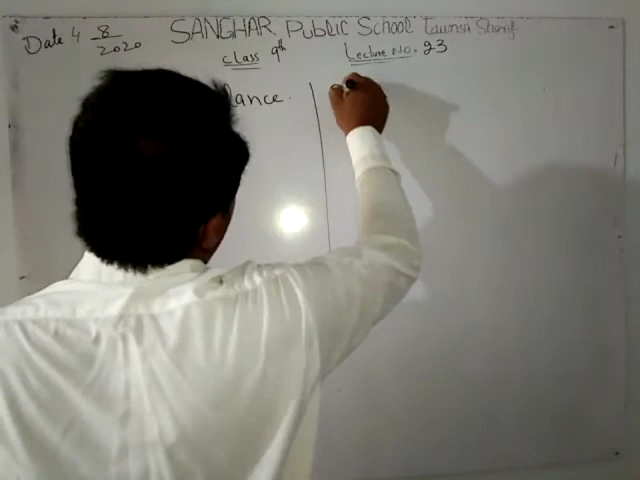 Date 4 8/2020 SANGHAR Public School Taunsa Sharif
class 9th Lecture No. 23
lance.